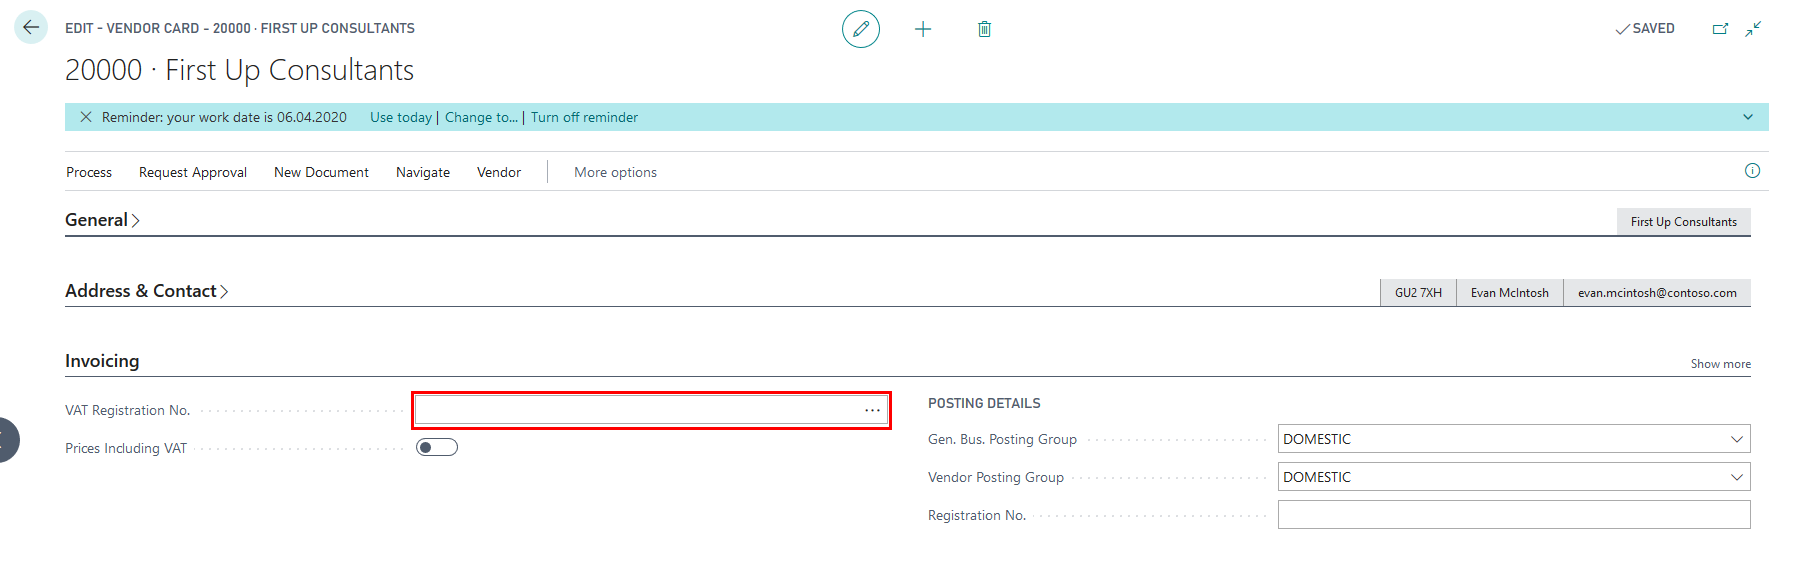 EDIT - VENDOR CARD - 20000 · FIRST UP CONSULTANTS
SAVED
20000 · First Up Consultants
Reminder: your work date is 06.04.2020 Use today | Change to... | Turn off reminder
Process Request Approval New Document Navigate Vendor More options
General
First Up Consultants
Address & Contact
GU2 7XH Evan McIntosh evan.mcintosh@contoso.com
Invoicing
Show more
VAT Registration No.
Prices Including VAT
POSTING DETAILS
Gen. Bus. Posting Group DOMESTIC
Vendor Posting Group DOMESTIC
Registration No.